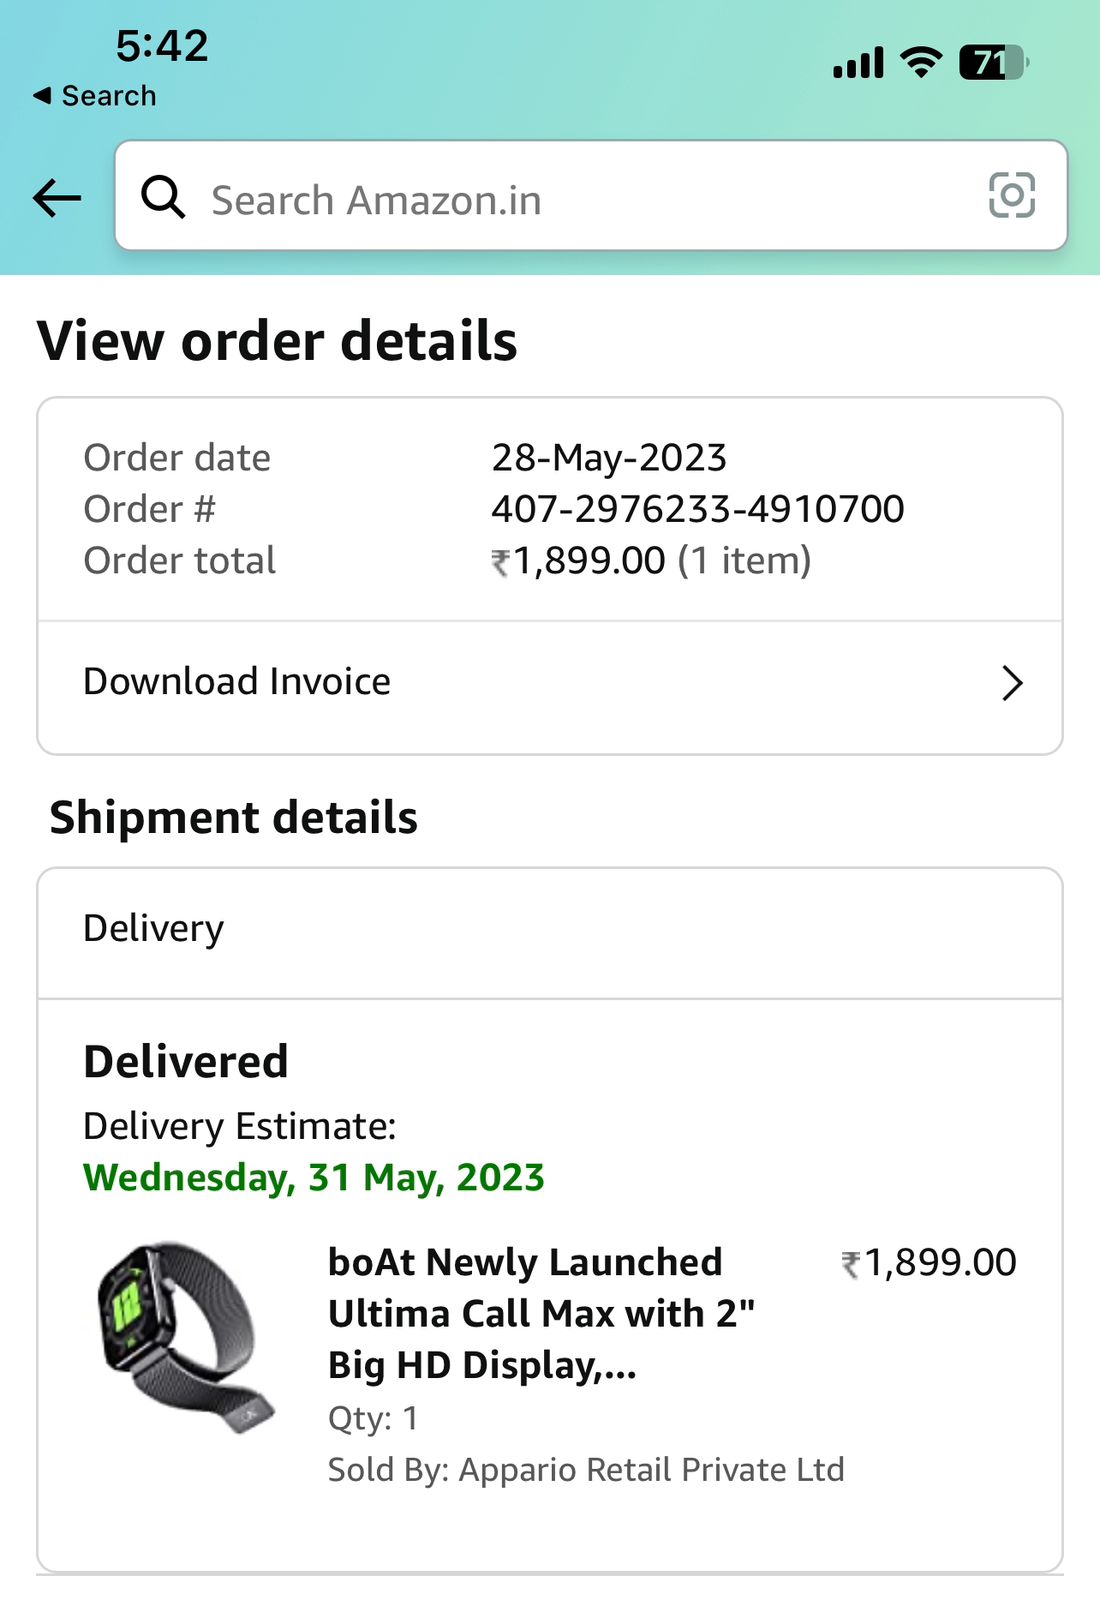 5:42
71
◀ Search
Search Amazon.in
View order details
Order date 28-May-2023
Order # 407-2976233-4910700
Order total ₹1,899.00 (1 item)
Download Invoice
Shipment details
Delivery
Delivered
Delivery Estimate:
Wednesday, 31 May, 2023
boAt Newly Launched ₹1,899.00
Ultima Call Max with 2"
Big HD Display,...
Qty: 1
Sold By: Appario Retail Private Ltd
12